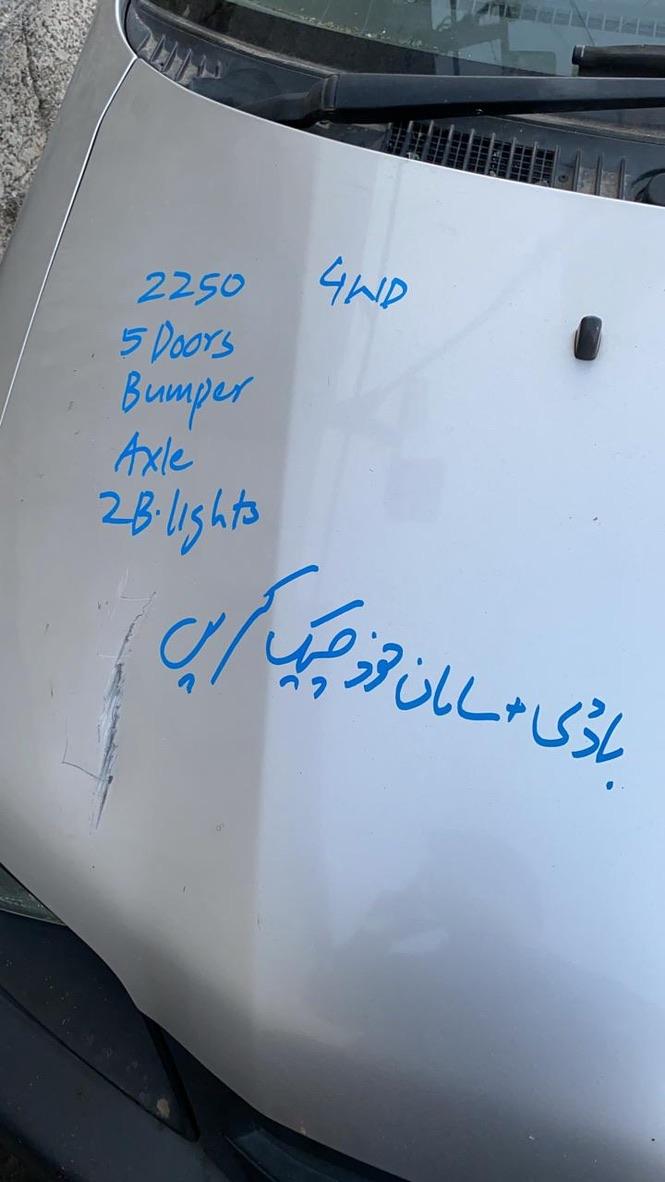 2250 4WD
5 Doors
Bumper
Axle
2B.lights
باڈی + سامان خود چیک کریں